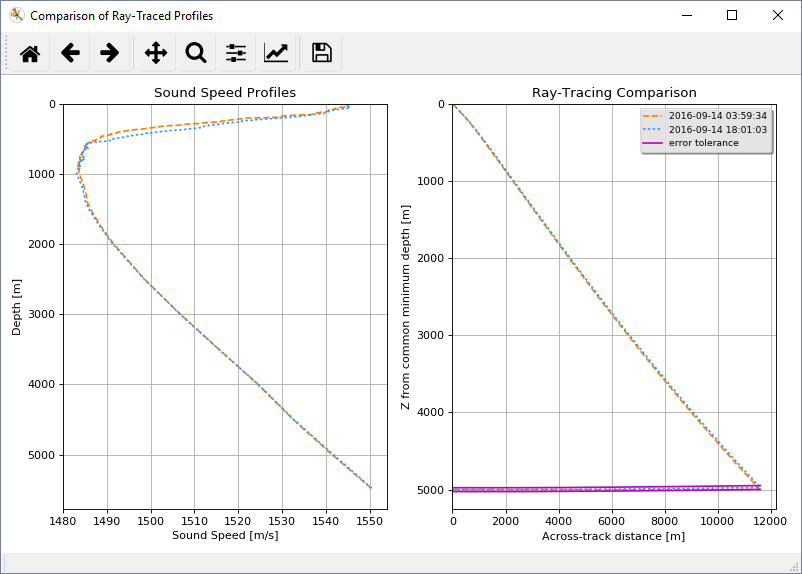 Comparison of Ray-Traced Profiles
Sound Speed Profiles
0
1000
2000
3000
4000
5000
Depth [m]
1480 1490 1500 1510 1520 1530 1540 1550
Sound Speed [m/s]
Ray-Tracing Comparison
2016-09-14 03:59:34
2016-09-14 18:01:03
error tolerance
0
1000
2000
3000
4000
5000
Z from common minimum depth [m]
0 2000 4000 6000 8000 10000 12000
Across-track distance [m]